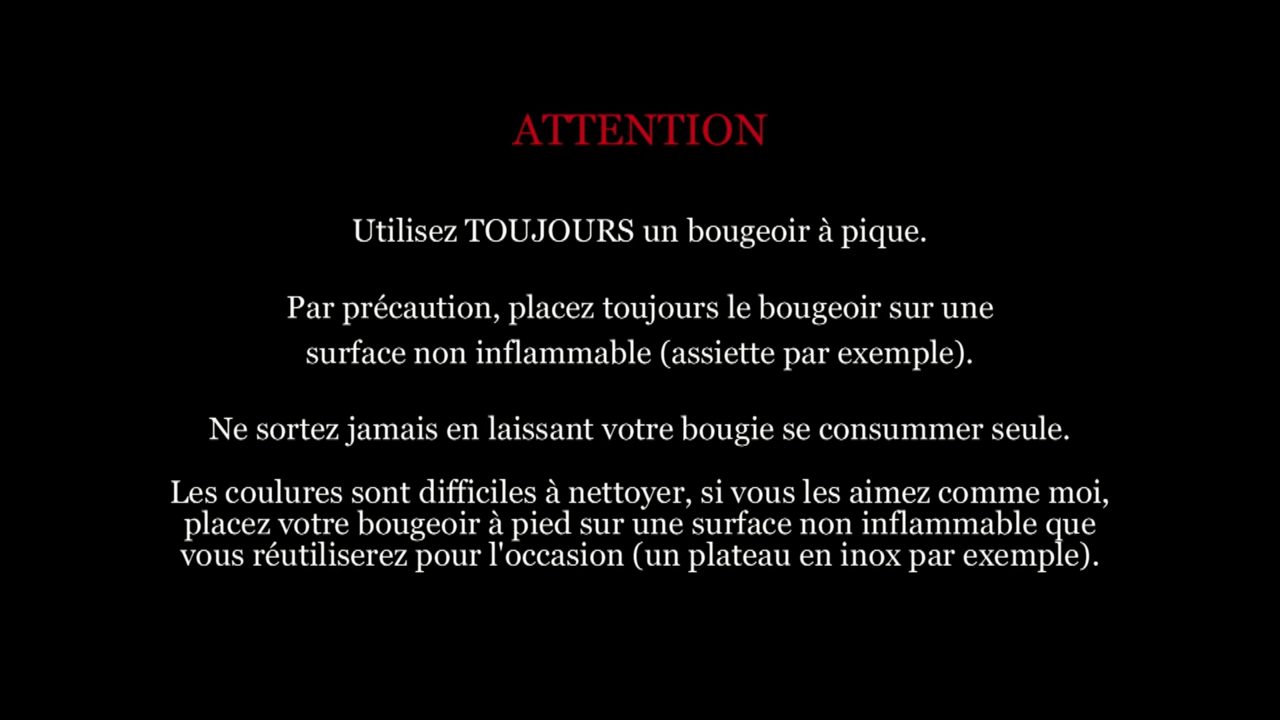 ATTENTION
Utilisez TOUJOURS un bougeoir à pique.
Par précaution, placez toujours le bougeoir sur une
surface non inflammable (assiette par exemple).
Ne sortez jamais en laissant votre bougie se consummer seule.
Les coulures sont difficiles à nettoyer, si vous les aimez comme moi,
placez votre bougeoir à pied sur une surface non inflammable que
vous réutiliserez pour l'occasion (un plateau en inox par exemple).